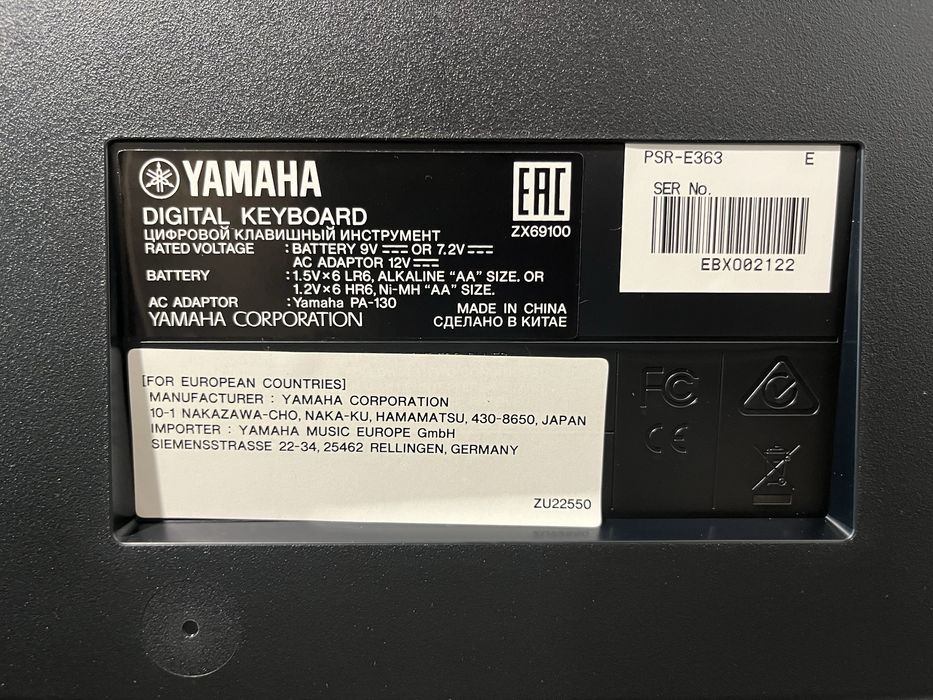 YAMAHA
DIGITAL KEYBOARD
ЦИФРОВОЙ КЛАВИШНЫЙ ИНСТРУМЕНТ
RATED VOLTAGE : BATTERY 9V ⎓ OR 7.2V ⎓
AC ADAPTOR 12V ⎓
BATTERY : 1.5V×6 LR6, ALKALINE “AA” SIZE. OR
1.2V×6 HR6, Ni-MH “AA” SIZE.
AC ADAPTOR : Yamaha PA-130
YAMAHA CORPORATION
MADE IN CHINA
СДЕЛАНО В КИТАЕ
EAC
ZX69100
PSR-E363 E
SER No.
EBX002122
[FOR EUROPEAN COUNTRIES]
MANUFACTURER : YAMAHA CORPORATION
10-1 NAKAZAWA-CHO, NAKA-KU, HAMAMATSU, 430-8650, JAPAN
IMPORTER : YAMAHA MUSIC EUROPE GmbH
SIEMENSSTRASSE 22-34, 25462 RELLINGEN, GERMANY
ZU22550
FC
CE